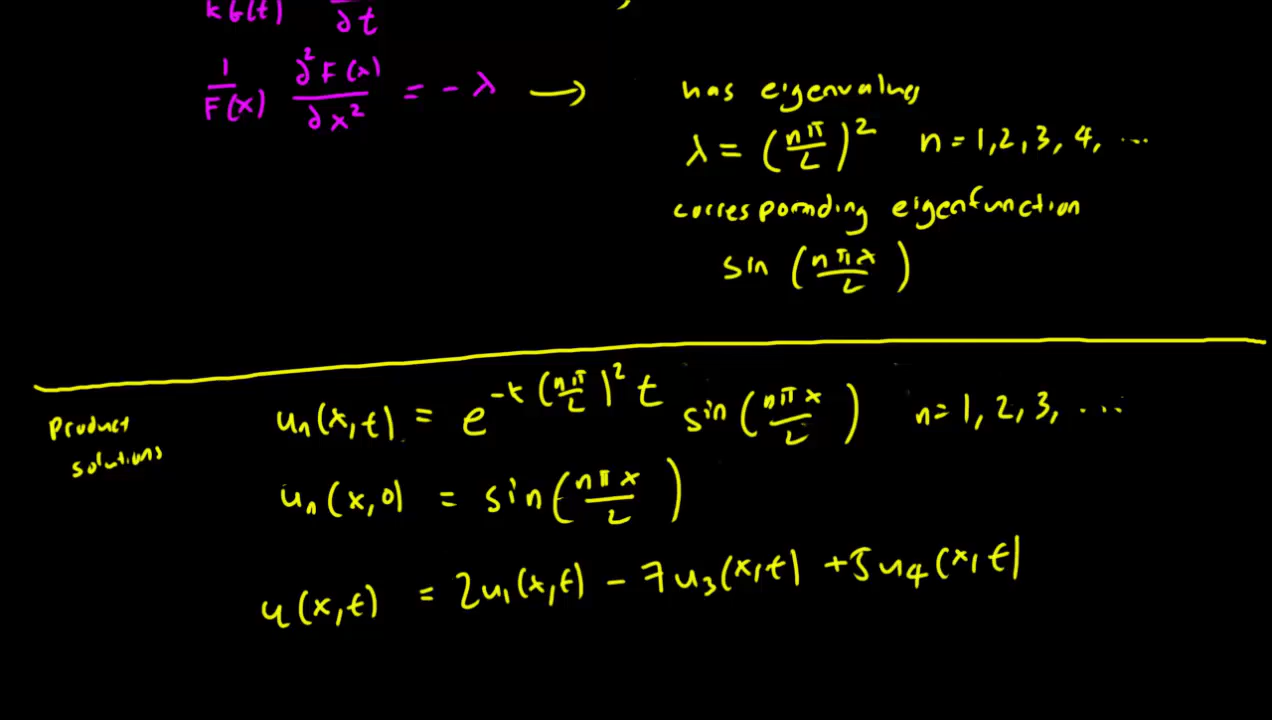 kG(t) ∂t
1/F(x) ∂²F(x)/∂x² = -λ →
has eigenvalues
λ = (nπ/L)² n = 1,2,3,4, ...
corresponding eigenfunction
sin (nπx/L)
Product solutions
uₙ(x,t) = e^(-k(nπ/L)²t) sin(nπx/L) n = 1, 2, 3, ...
uₙ(x,0) = sin(nπx/L)
u(x,t) = 2u₁(x,t) - 7u₃(x,t) + 5u₄(x,t)